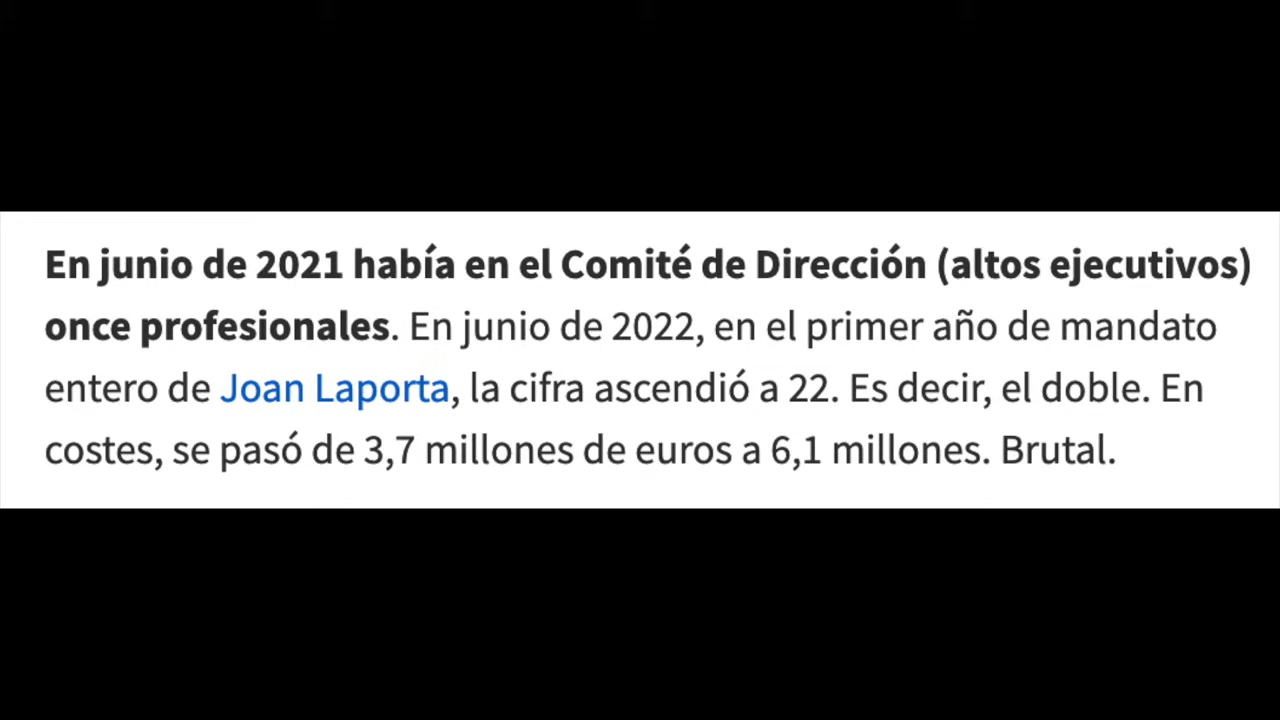 En junio de 2021 había en el Comité de Dirección (altos ejecutivos)
once profesionales. En junio de 2022, en el primer año de mandato
entero de Joan Laporta, la cifra ascendió a 22. Es decir, el doble. En
costes, se pasó de 3,7 millones de euros a 6,1 millones. Brutal.